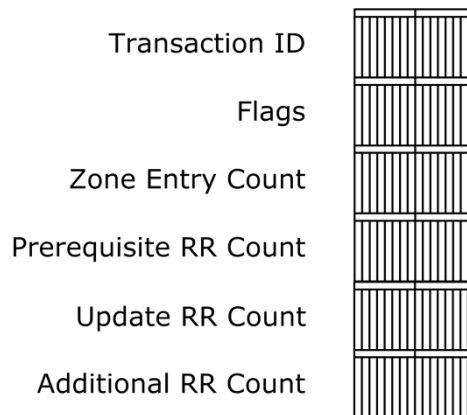 Transaction ID
Flags
Zone Entry Count
Prerequisite RR Count
Update RR Count
Additional RR Count